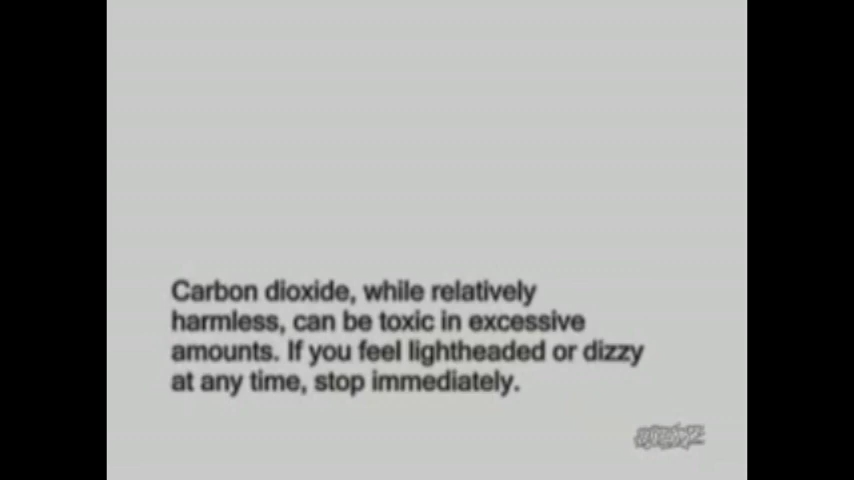 Carbon dioxide, while relatively
harmless, can be toxic in excessive
amounts. If you feel lightheaded or dizzy
at any time, stop immediately.